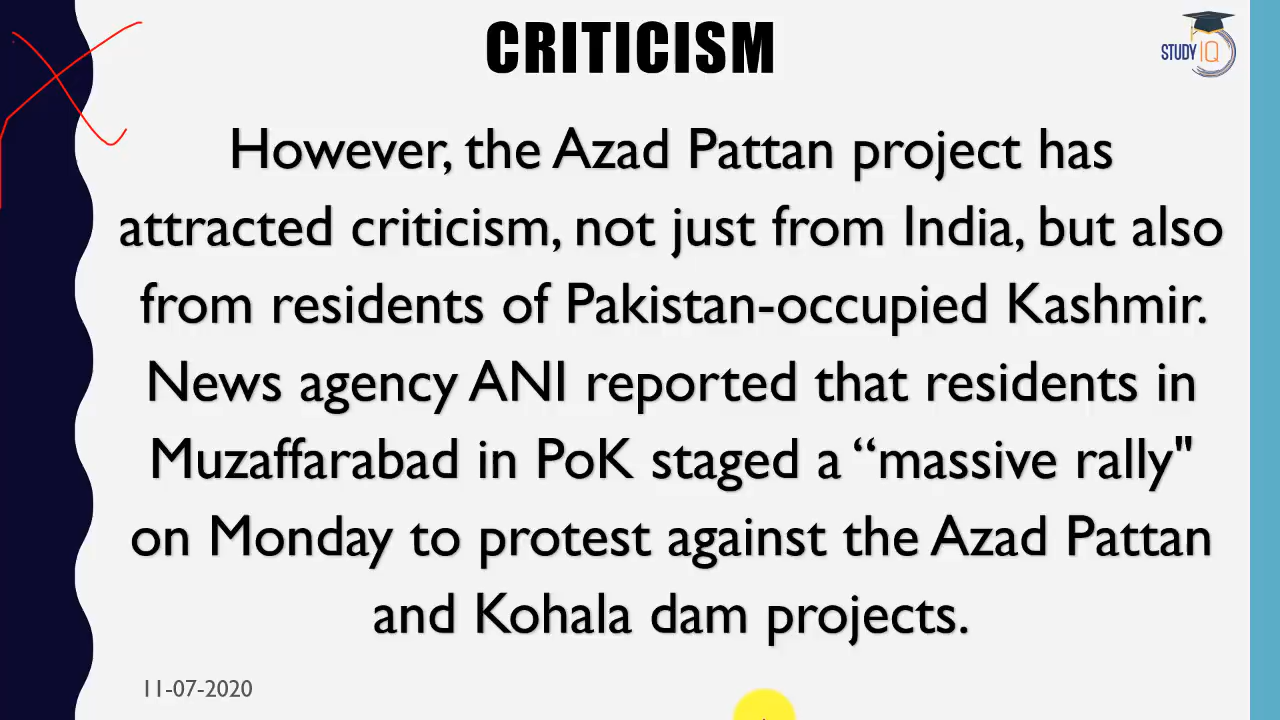 CRITICISM
STUDY IQ
However, the Azad Pattan project has
attracted criticism, not just from India, but also
from residents of Pakistan-occupied Kashmir.
News agency ANI reported that residents in
Muzaffarabad in PoK staged a “massive rally"
on Monday to protest against the Azad Pattan
and Kohala dam projects.
11-07-2020